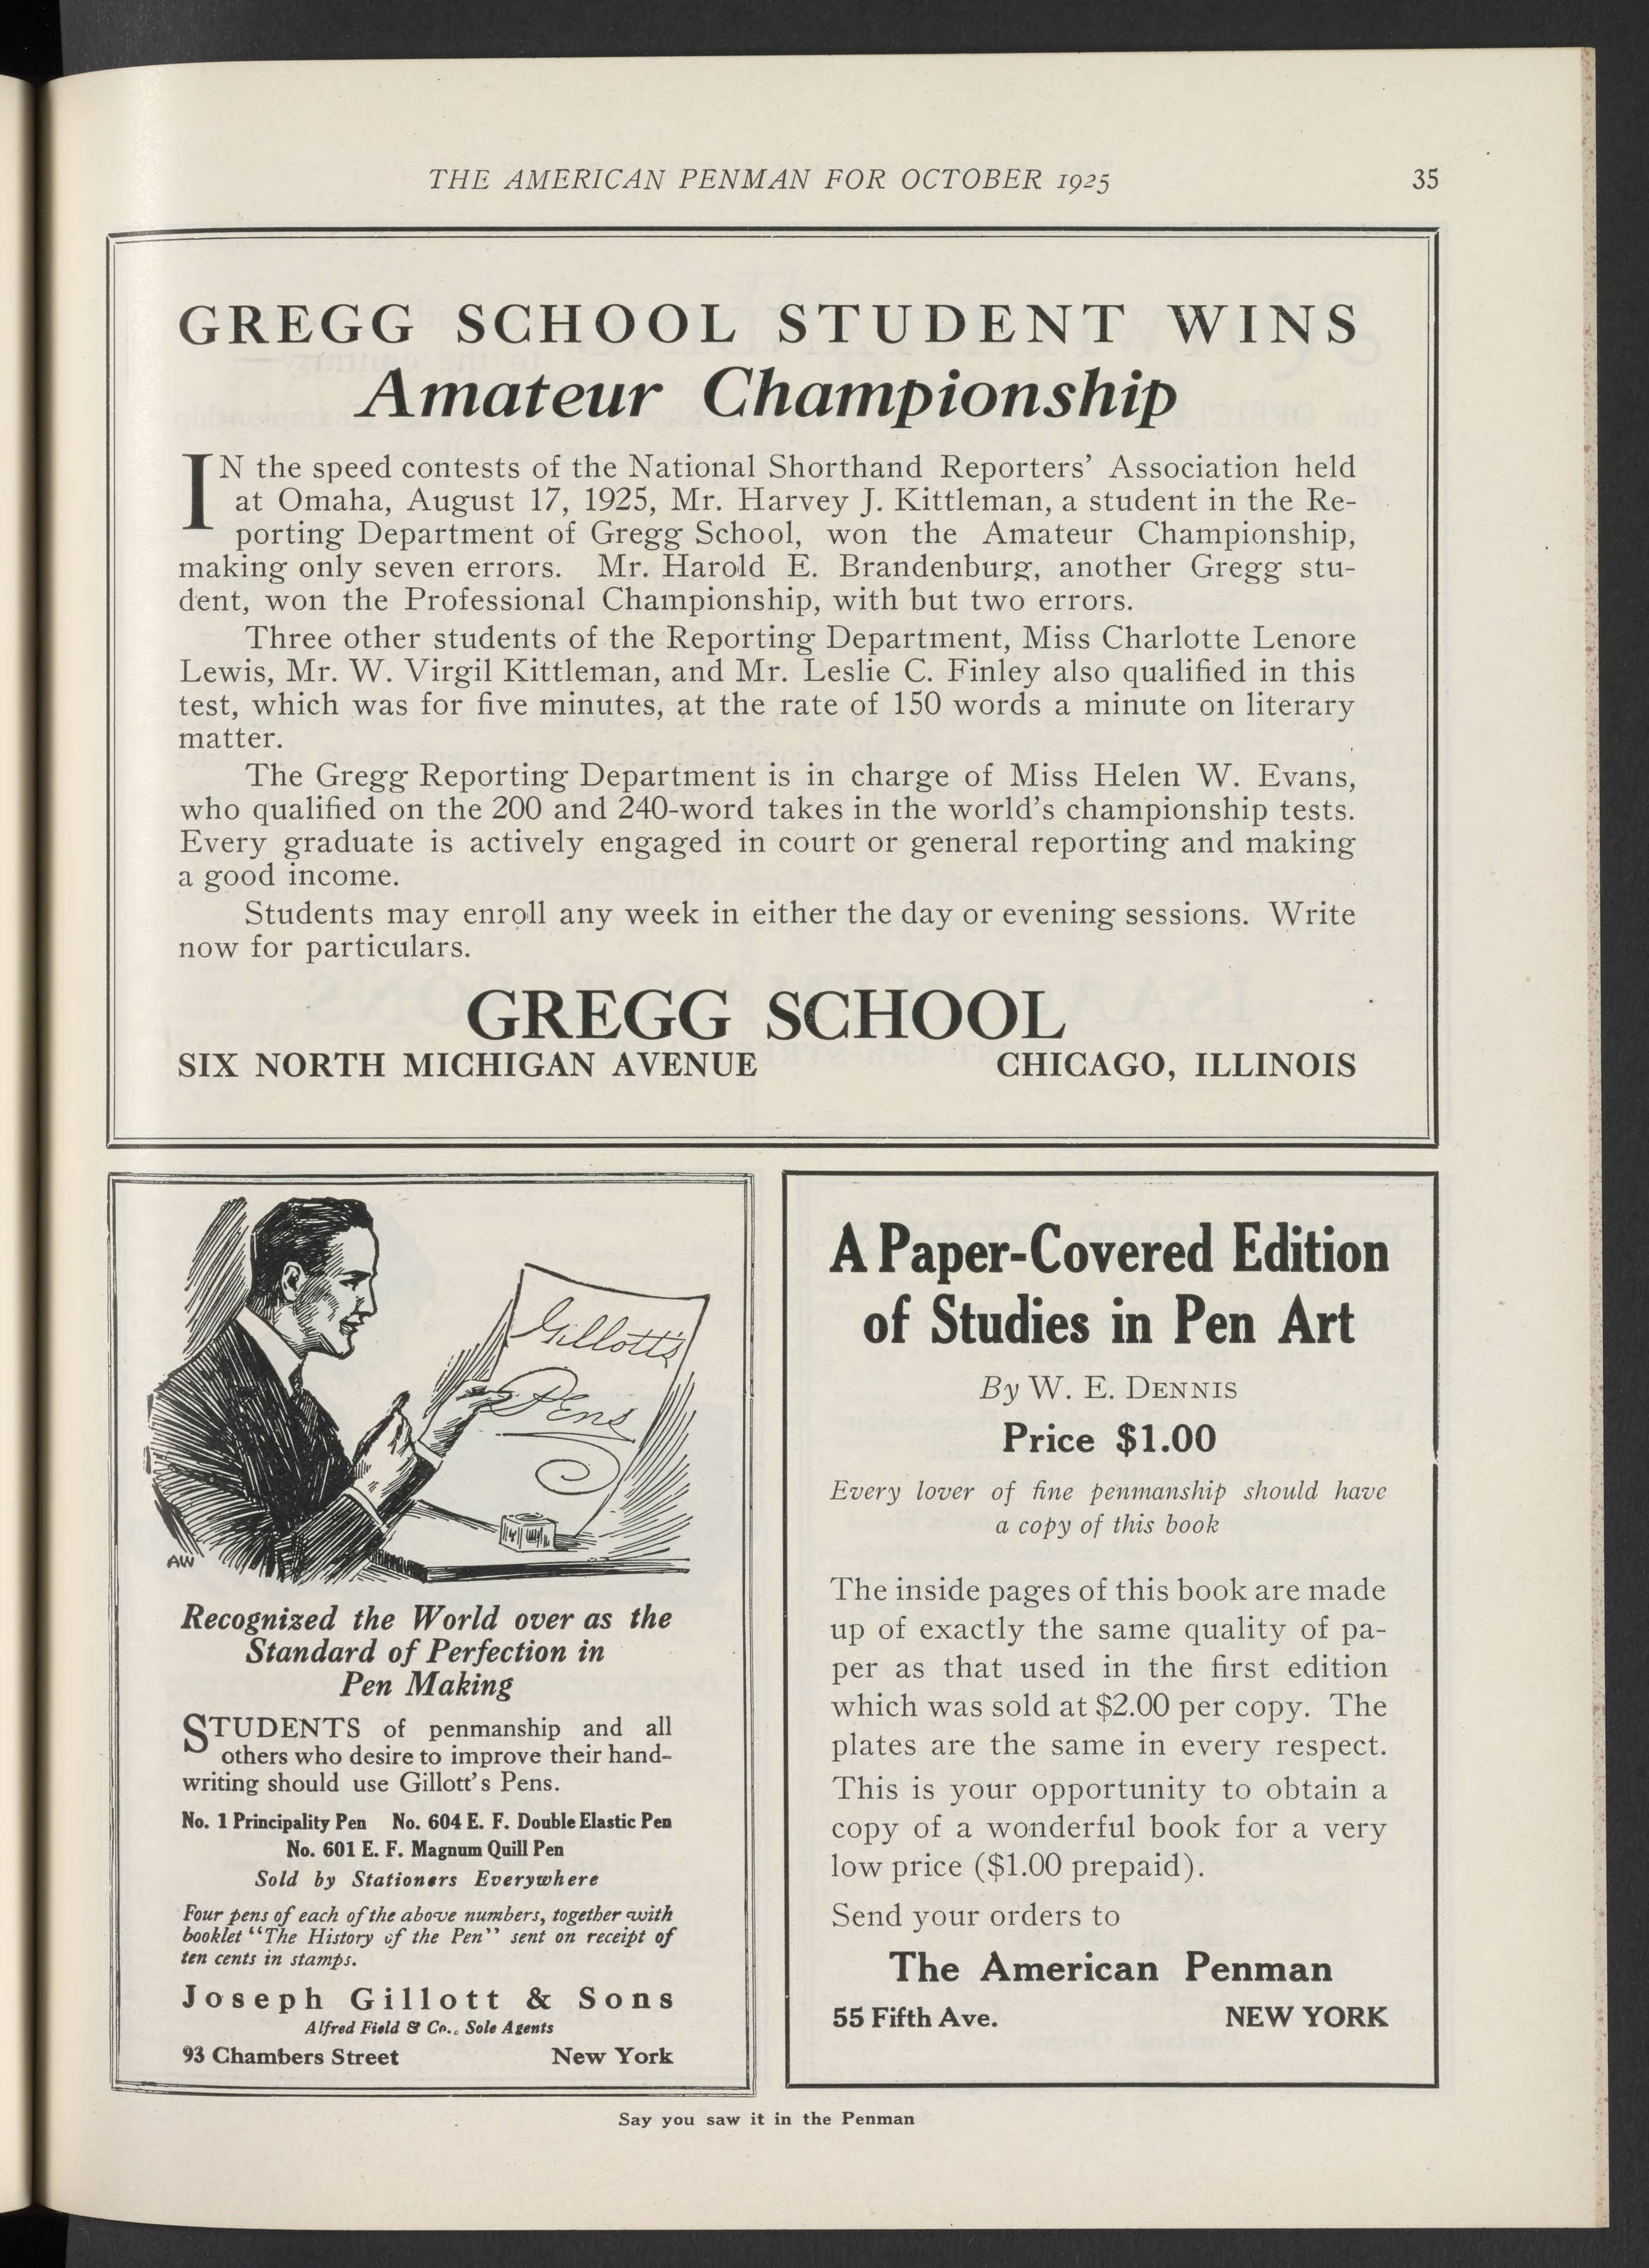 THE AMERICAN PENMAN FOR OCTOBER 1925
35
GREGG SCHOOL STUDENT WINS
Amateur Championship
IN the speed contests of the National Shorthand Reporters' Association held
at Omaha, August 17, 1925, Mr. Harvey J. Kittleman, a student in the Re-
porting Department of Gregg School, won the Amateur Championship,
making only seven errors. Mr. Harold E. Brandenburg, another Gregg stu-
dent, won the Professional Championship, with but two errors.
Three other students of the Reporting Department, Miss Charlotte Lenore
Lewis, Mr. W. Virgil Kittleman, and Mr. Leslie C. Finley also qualified in this
test, which was for five minutes, at the rate of 150 words a minute on literary
matter.
The Gregg Reporting Department is in charge of Miss Helen W. Evans,
who qualified on the 200 and 240-word takes in the world's championship tests.
Every graduate is actively engaged in court or general reporting and making
a good income.
Students may enroll any week in either the day or evening sessions. Write
now for particulars.
GREGG SCHOOL
SIX NORTH MICHIGAN AVENUE CHICAGO, ILLINOIS
Gillott's
Pens
AW
Recognized the World over as the
Standard of Perfection in
Pen Making
STUDENTS of penmanship and all
others who desire to improve their hand-
writing should use Gillott's Pens.
No. 1 Principality Pen No. 604 E. F. Double Elastic Pen
No. 601 E. F. Magnum Quill Pen
Sold by Stationers Everywhere
Four pens of each of the above numbers, together with
booklet "The History of the Pen" sent on receipt of
ten cents in stamps.
Joseph Gillott & Sons
Alfred Field & Co., Sole Agents
93 Chambers Street New York
A Paper-Covered Edition
of Studies in Pen Art
By W. E. DENNIS
Price $1.00
Every lover of fine penmanship should have
a copy of this book
The inside pages of this book are made
up of exactly the same quality of pa-
per as that used in the first edition
which was sold at $2.00 per copy. The
plates are the same in every respect.
This is your opportunity to obtain a
copy of a wonderful book for a very
low price ($1.00 prepaid).
Send your orders to
The American Penman
55 Fifth Ave. NEW YORK
Say you saw it in the Penman